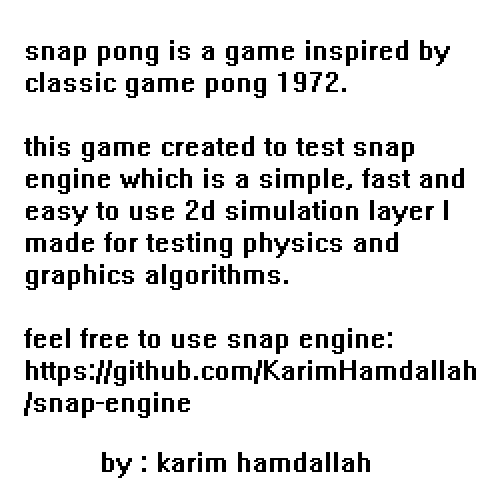 snap pong is a game inspired by
classic game pong 1972.
this game created to test snap
engine which is a simple, fast and
easy to use 2d simulation layer I
made for testing physics and
graphics algorithms.
feel free to use snap engine:
https://github.com/KarimHamdallah
/snap-engine
by : karim hamdallah